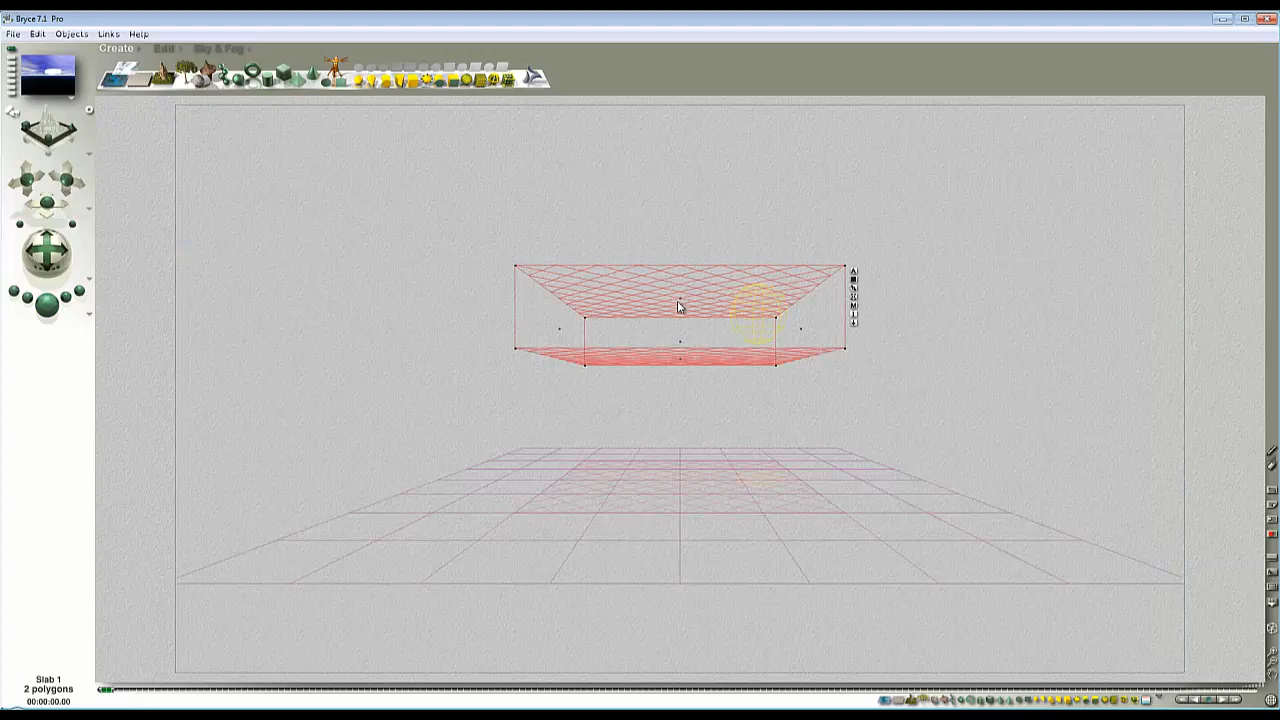 Bryce 7.1 Pro
File Edit Objects Links Help
Create Edit Sky & Fog
A
M
Slab 1
2 polygons
00:00:00.00